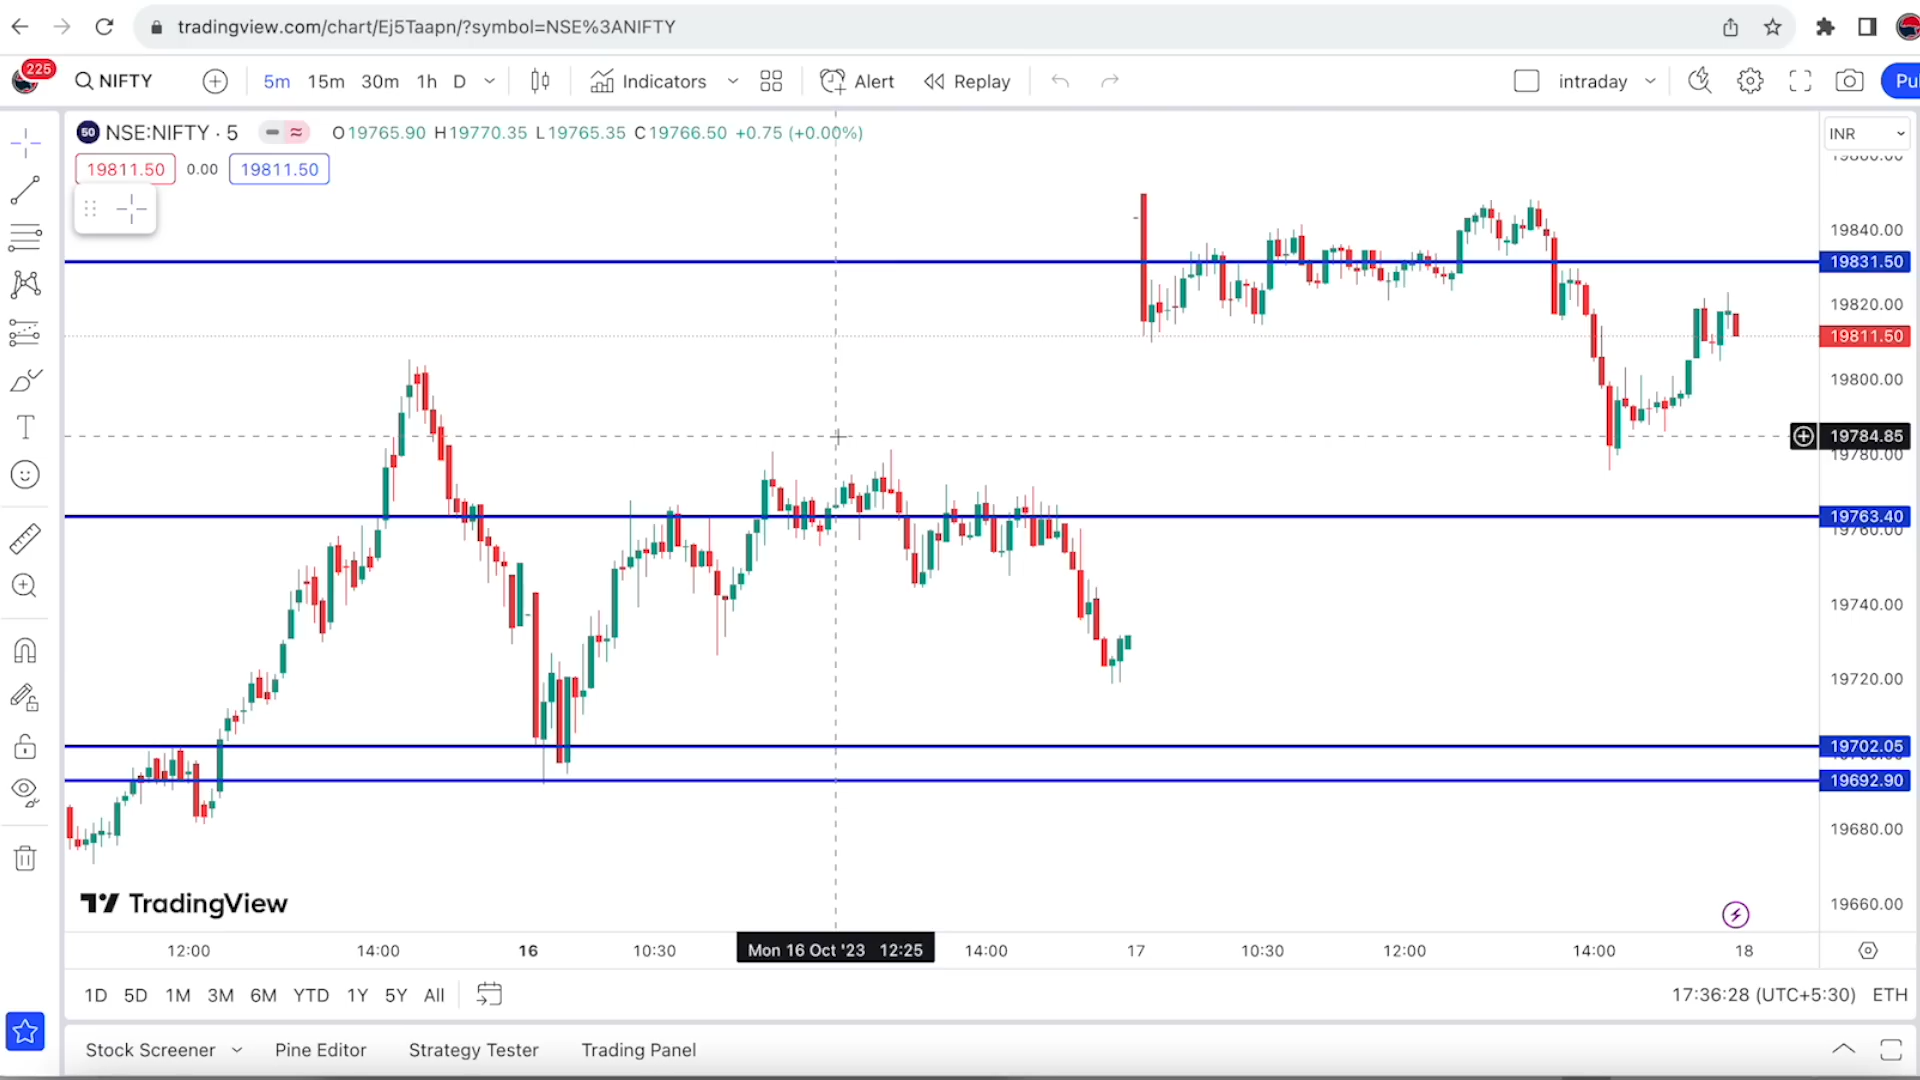 tradingview.com/chart/Ej5Taapn/?symbol=NSE%3ANIFTY
225 NIFTY 5m 15m 30m 1h D Indicators Alert Replay intraday
50 NSE:NIFTY · 5 O19765.90 H19770.35 L19765.35 C19766.50 +0.75 (+0.00%) INR
19811.50 0.00 19811.50
19840.00
19831.50
19820.00
19811.50
19800.00
19784.85
19780.00
19763.40
19760.00
19740.00
19720.00
19702.05
19692.90
19680.00
TradingView
19660.00
12:00 14:00 16 10:30 Mon 16 Oct '23 12:25 14:00 17 10:30 12:00 14:00 18
1D 5D 1M 3M 6M YTD 1Y 5Y All 17:36:28 (UTC+5:30) ETH
Stock Screener Pine Editor Strategy Tester Trading Panel